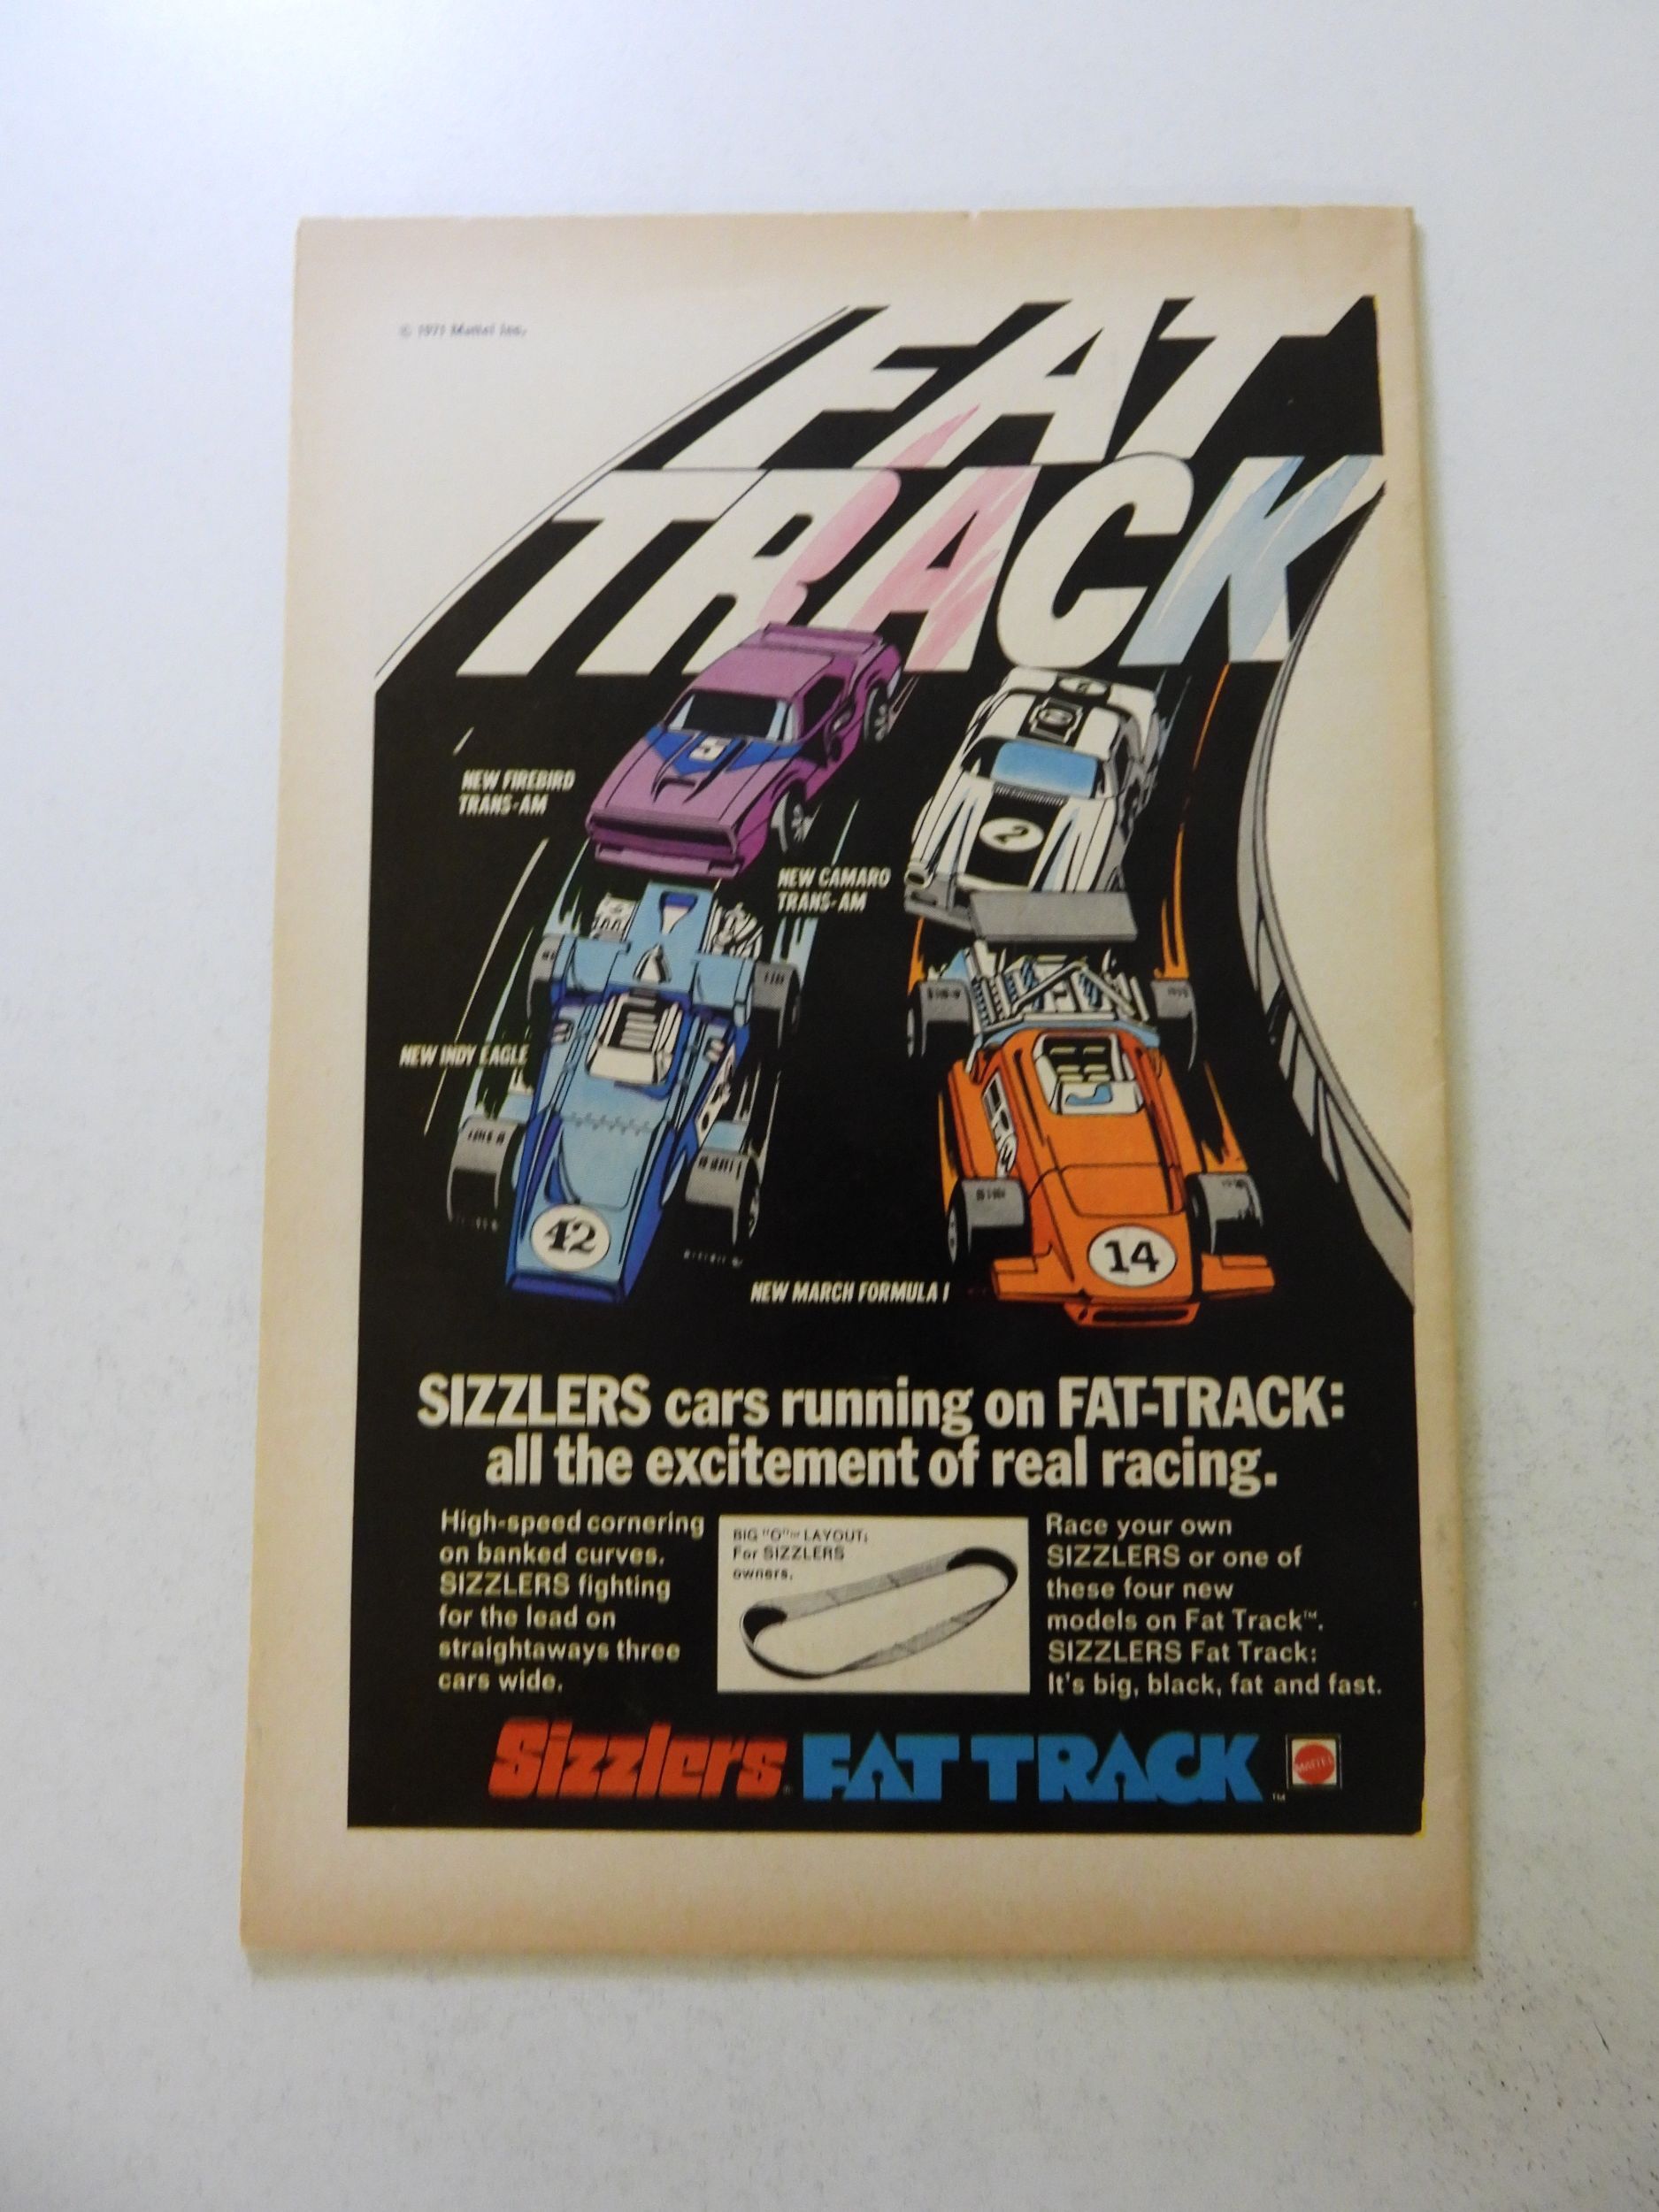 © 1971 Mattel Inc.
FAT
TRACK
5
2
NEW FIREBIRD
TRANS-AM
NEW CAMARO
TRANS-AM
NEW INDY EAGLE
42
14
NEW MARCH FORMULA I
SIZZLERS cars running on FAT-TRACK:
all the excitement of real racing.
High-speed cornering
on banked curves.
SIZZLERS fighting
for the lead on
straightaways three
cars wide.
BIG "O"™ LAYOUT:
For SIZZLERS
owners.
Race your own
SIZZLERS or one of
these four new
models on Fat Track™.
SIZZLERS Fat Track:
It's big, black, fat and fast.
Sizzlers® FAT TRACK™
MATTEL